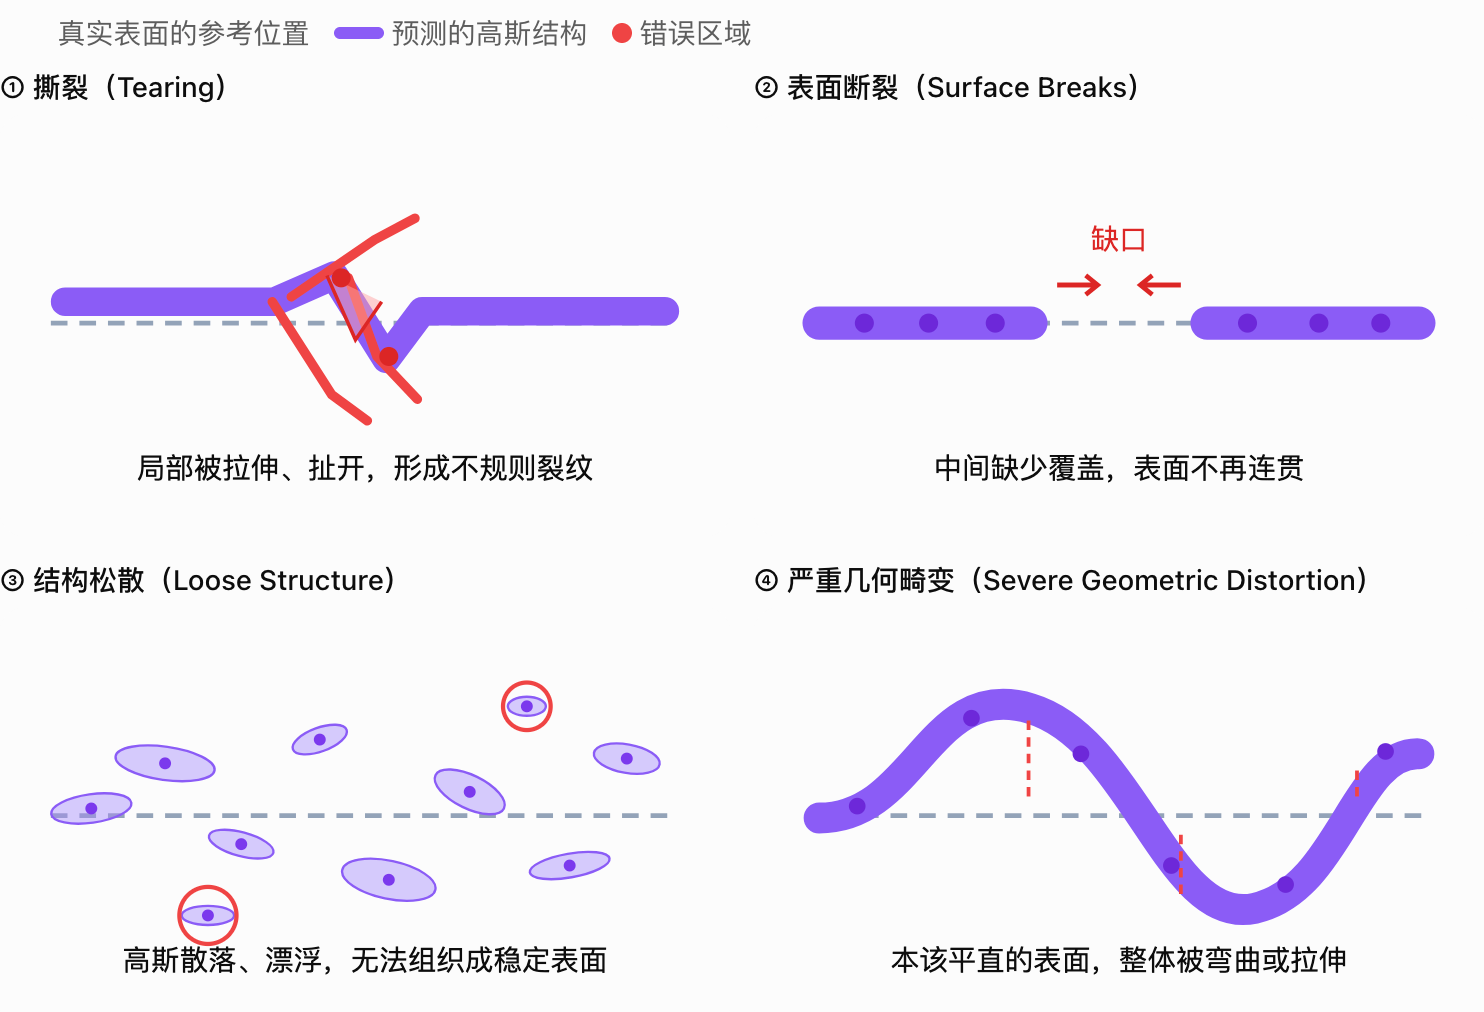 真实表面的参考位置 预测的高斯结构 错误区域
① 撕裂（Tearing）
② 表面断裂（Surface Breaks）
缺口
局部被拉伸、扯开，形成不规则裂纹
中间缺少覆盖，表面不再连贯
③ 结构松散（Loose Structure）
④ 严重几何畸变（Severe Geometric Distortion）
高斯散落、漂浮，无法组织成稳定表面
本该平直的表面，整体被弯曲或拉伸